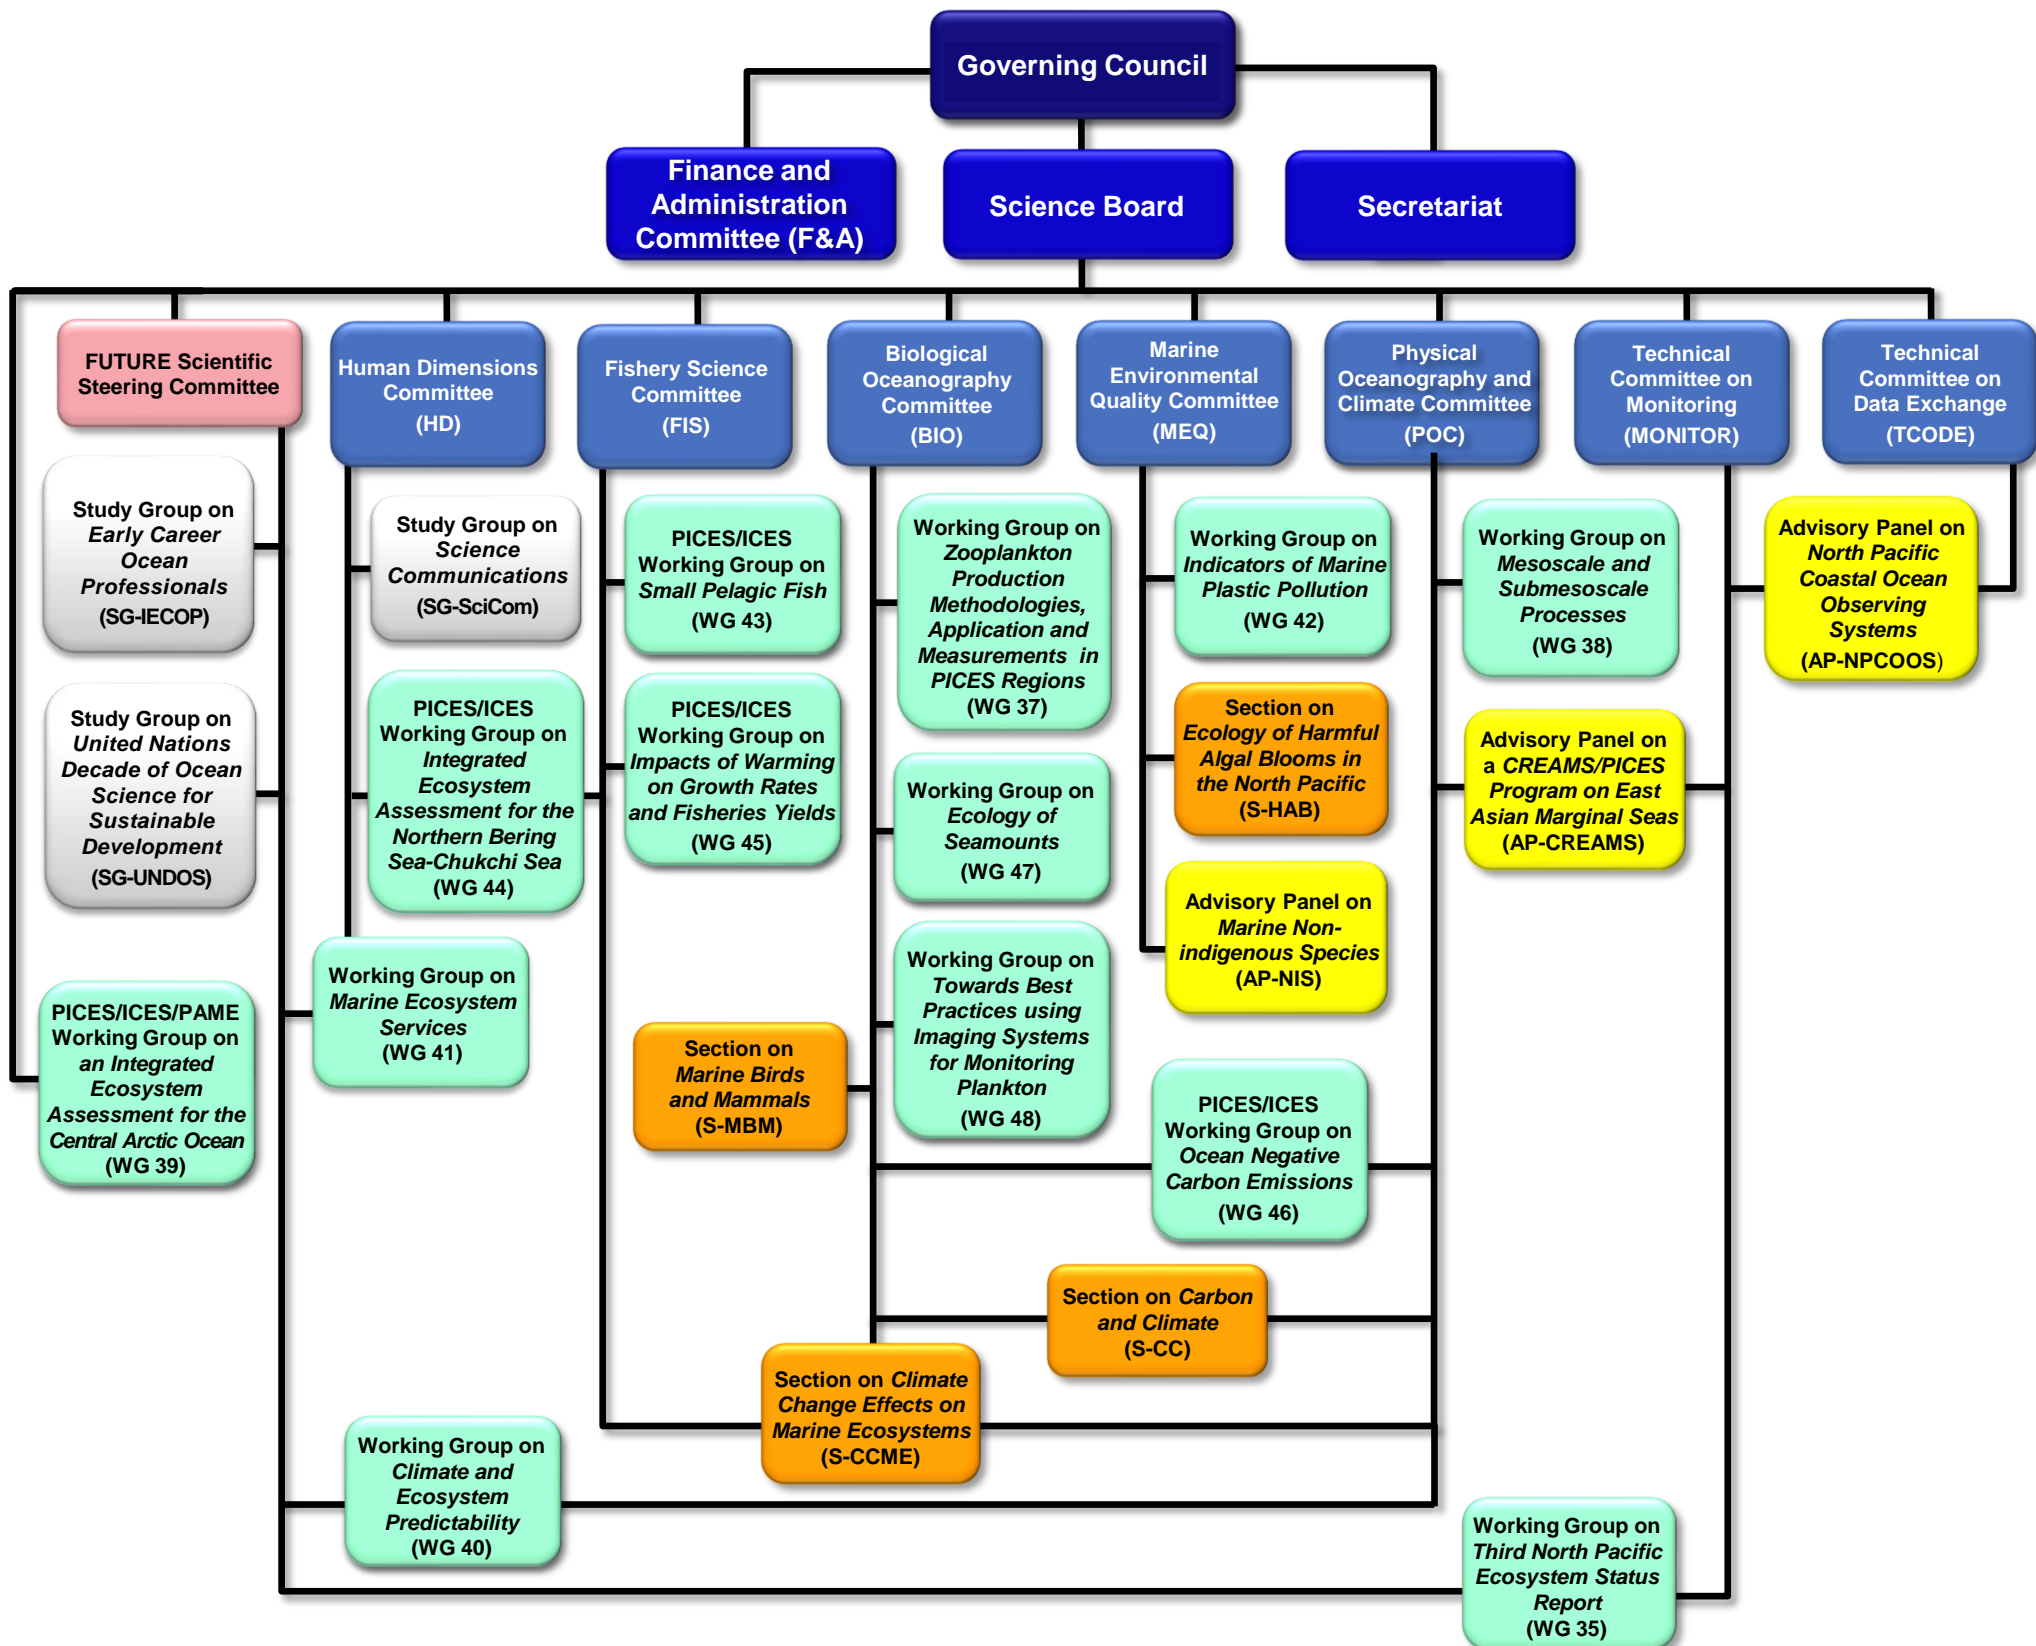 Governing Council
Finance and
Administration
Committee (F&A)
Science Board
Secretariat
FUTURE Scientific
Steering Committee
Human Dimensions
Committee
(HD)
Fishery Science
Committee
(FIS)
Biological
Oceanography
Committee
(BIO)
Marine
Environmental
Quality Committee
(MEQ)
Physical
Oceanography and
Climate Committee
(POC)
Technical
Committee on
Monitoring
(MONITOR)
Technical
Committee on
Data Exchange
(TCODE)
Study Group on
Early Career
Ocean
Professionals
(SG-IECOP)
Study Group on
United Nations
Decade of Ocean
Science for
Sustainable
Development
(SG-UNDOS)
PICES/ICES/PAME
Working Group on
an Integrated
Ecosystem
Assessment for the
Central Arctic Ocean
(WG 39)
Study Group on
Science
Communications
(SG-SciCom)
PICES/ICES
Working Group on
Integrated
Ecosystem
Assessment for the
Northern Bering
Sea-Chukchi Sea
(WG 44)
Working Group on
Marine Ecosystem
Services
(WG 41)
PICES/ICES
Working Group on
Small Pelagic Fish
(WG 43)
PICES/ICES
Working Group on
Impacts of Warming
on Growth Rates
and Fisheries Yields
(WG 45)
Working Group on
Zooplankton
Production
Methodologies,
Application and
Measurements in
PICES Regions
(WG 37)
Working Group on
Ecology of
Seamounts
(WG 47)
Working Group on
Towards Best
Practices using
Imaging Systems
for Monitoring
Plankton
(WG 48)
Section on
Marine Birds
and Mammals
(S-MBM)
Working Group on
Indicators of Marine
Plastic Pollution
(WG 42)
Section on
Ecology of Harmful
Algal Blooms in
the North Pacific
(S-HAB)
Advisory Panel on
Marine Non-
indigenous Species
(AP-NIS)
Working Group on
Mesoscale and
Submesoscale
Processes
(WG 38)
Advisory Panel on
a CREAMS/PICES
Program on East
Asian Marginal Seas
(AP-CREAMS)
Advisory Panel on
North Pacific
Coastal Ocean
Observing
Systems
(AP-NPCOOS)
PICES/ICES
Working Group on
Ocean Negative
Carbon Emissions
(WG 46)
Section on Carbon
and Climate
(S-CC)
Section on Climate
Change Effects on
Marine Ecosystems
(S-CCME)
Working Group on
Climate and
Ecosystem
Predictability
(WG 40)
Working Group on
Third North Pacific
Ecosystem Status
Report
(WG 35)